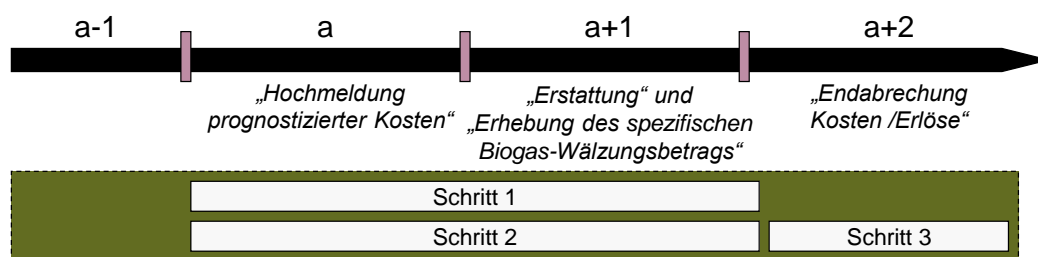 a-1 a a+1 a+2
„Hochmeldung
prognostizierter Kosten“
„Erstattung“ und
„Erhebung des spezifischen
Biogas-Wälzungsbetrags“
„Endabrechung
Kosten /Erlöse“
Schritt 1
Schritt 2 Schritt 3